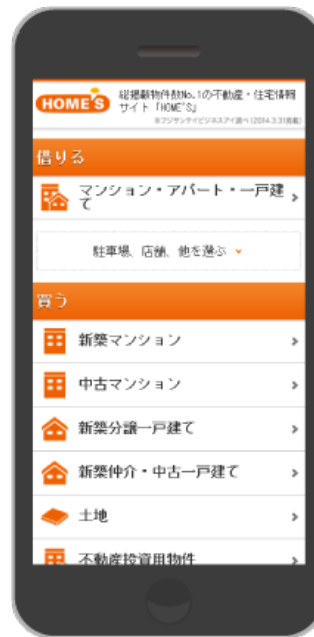 HOME'S
総掲載物件数No.1の不動産・住宅情報
サイト「HOME'S」
※フジサンケイビジネスアイ調べ(2014.3.31掲載)
借りる
マンション・アパート・一戸建
て
駐車場、店舗、他を選ぶ
買う
新築マンション
中古マンション
新築分譲一戸建て
新築仲介・中古一戸建て
土地
不動産投資用物件